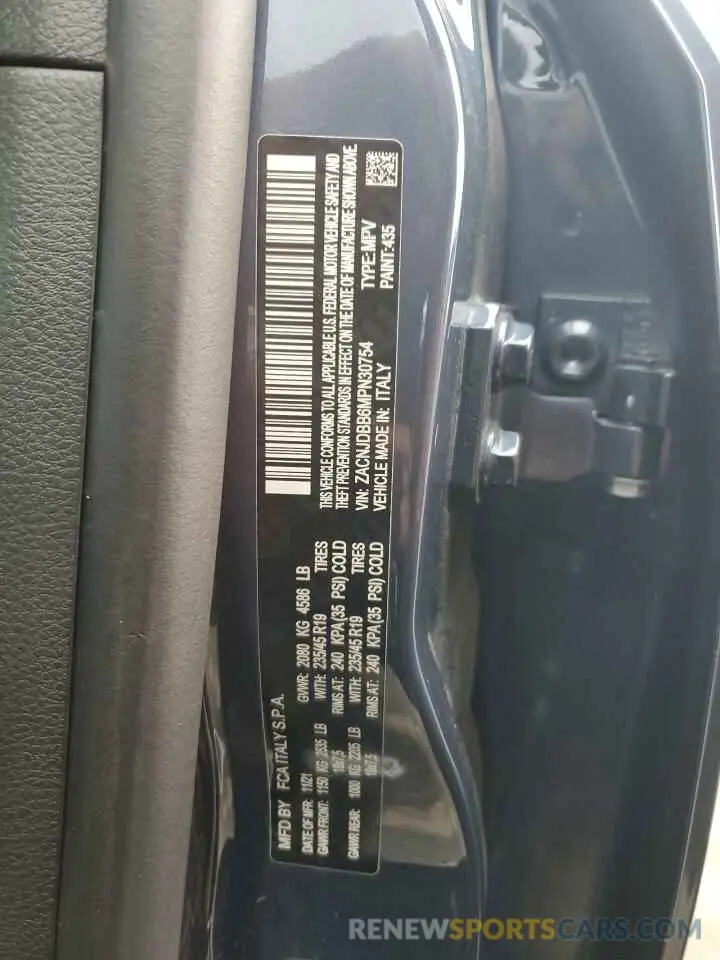 MFD BY FCA ITALY S.P.A.
DATE OF MFR: 11/21 GVWR: 2080 KG 4586 LB
GAWR FRONT: 1150 KG 2535 LB WITH: 235/45 R19 TIRES
18x7.5 RIMS AT: 240 KPA(35 PSI) COLD
GAWR REAR: 1000 KG 2205 LB WITH: 235/45 R19 TIRES
18x7.5 RIMS AT: 240 KPA(35 PSI) COLD
THIS VEHICLE CONFORMS TO ALL APPLICABLE U.S. FEDERAL MOTOR VEHICLE SAFETY AND
THEFT PREVENTION STANDARDS IN EFFECT ON THE DATE OF MANUFACTURE SHOWN ABOVE.
VIN: ZACNJDBB6MPN30754 TYPE: MPV
VEHICLE MADE IN: ITALY PAINT:435
RENEWSPORTSCARS.COM